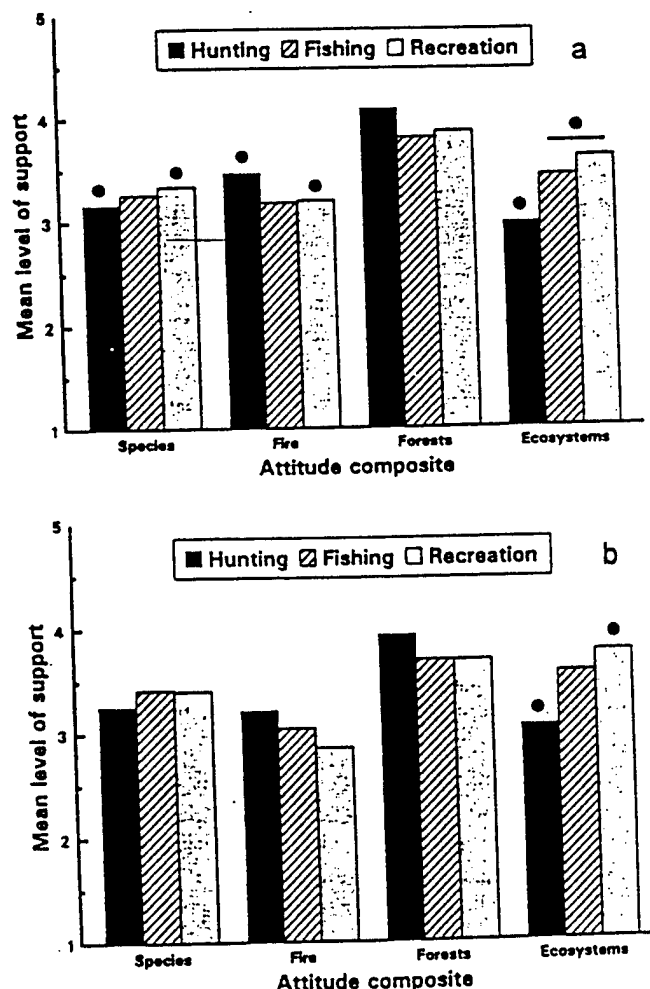 5
Hunting Fishing Recreation
a
4
3
2
1
Mean level of support
Species Fire Forests Ecosystems
Attitude composite
5
Hunting Fishing Recreation
b
4
3
2
1
Mean level of support
Species Fire Forests Ecosystems
Attitude composite